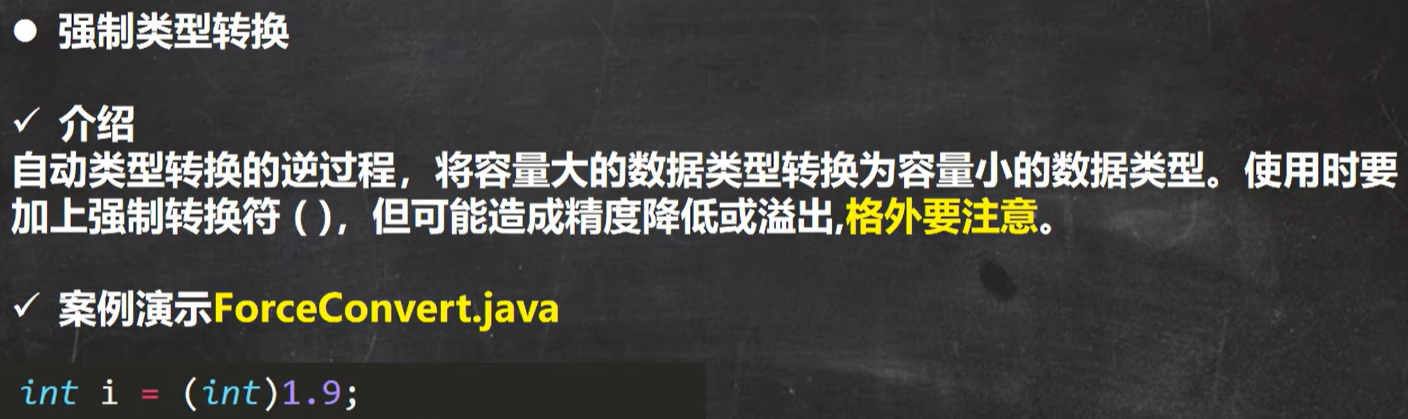 ● 强制类型转换
✓ 介绍
自动类型转换的逆过程，将容量大的数据类型转换为容量小的数据类型。使用时要
加上强制转换符 ( )，但可能造成精度降低或溢出,格外要注意。
✓ 案例演示ForceConvert.java
int i = (int)1.9;